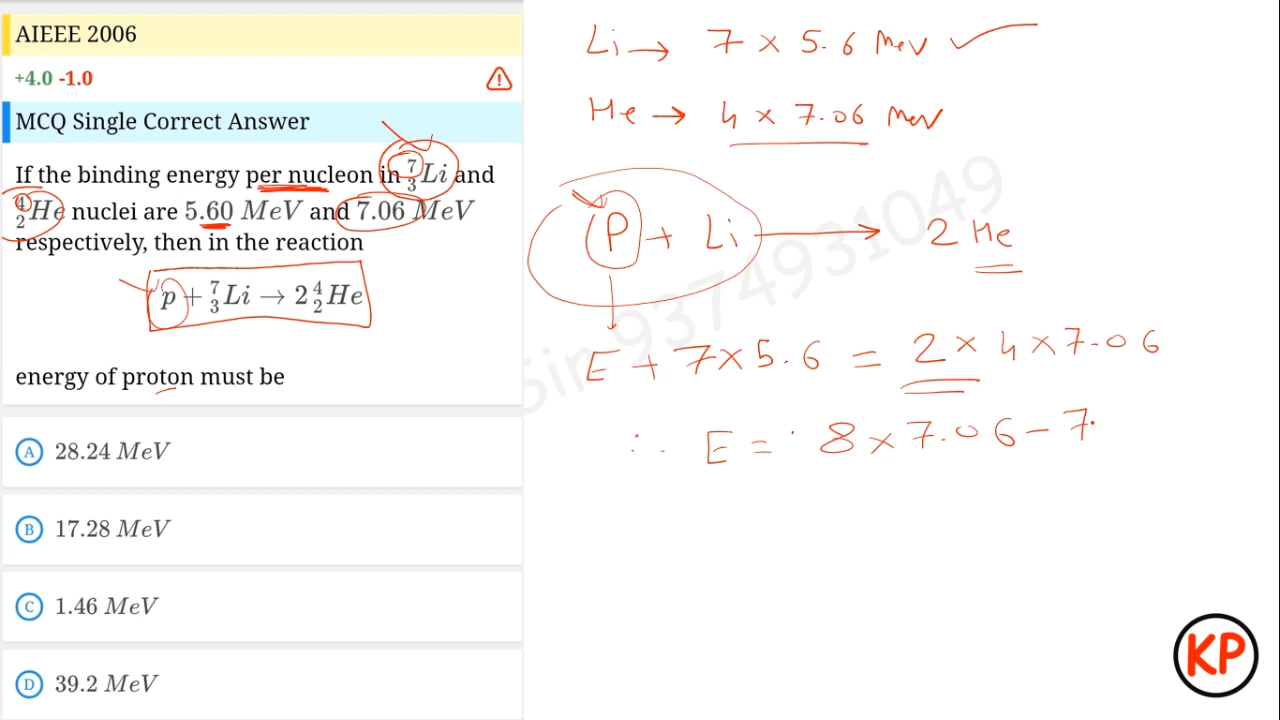 AIEEE 2006
+4.0 -1.0
MCQ Single Correct Answer
If the binding energy per nucleon in ⁷₃Li and
⁴₂He nuclei are 5.60 MeV and 7.06 MeV
respectively, then in the reaction
p + ⁷₃Li → 2 ⁴₂He
energy of proton must be
A 28.24 MeV
B 17.28 MeV
C 1.46 MeV
D 39.2 MeV
Li → 7 × 5.6 MeV ✓
He → 4 × 7.06 MeV
P + Li → 2 He
E + 7 × 5.6 = 2 × 4 × 7.06
∴ E = 8 × 7.06 - 7.
Sir 9374931049
KP